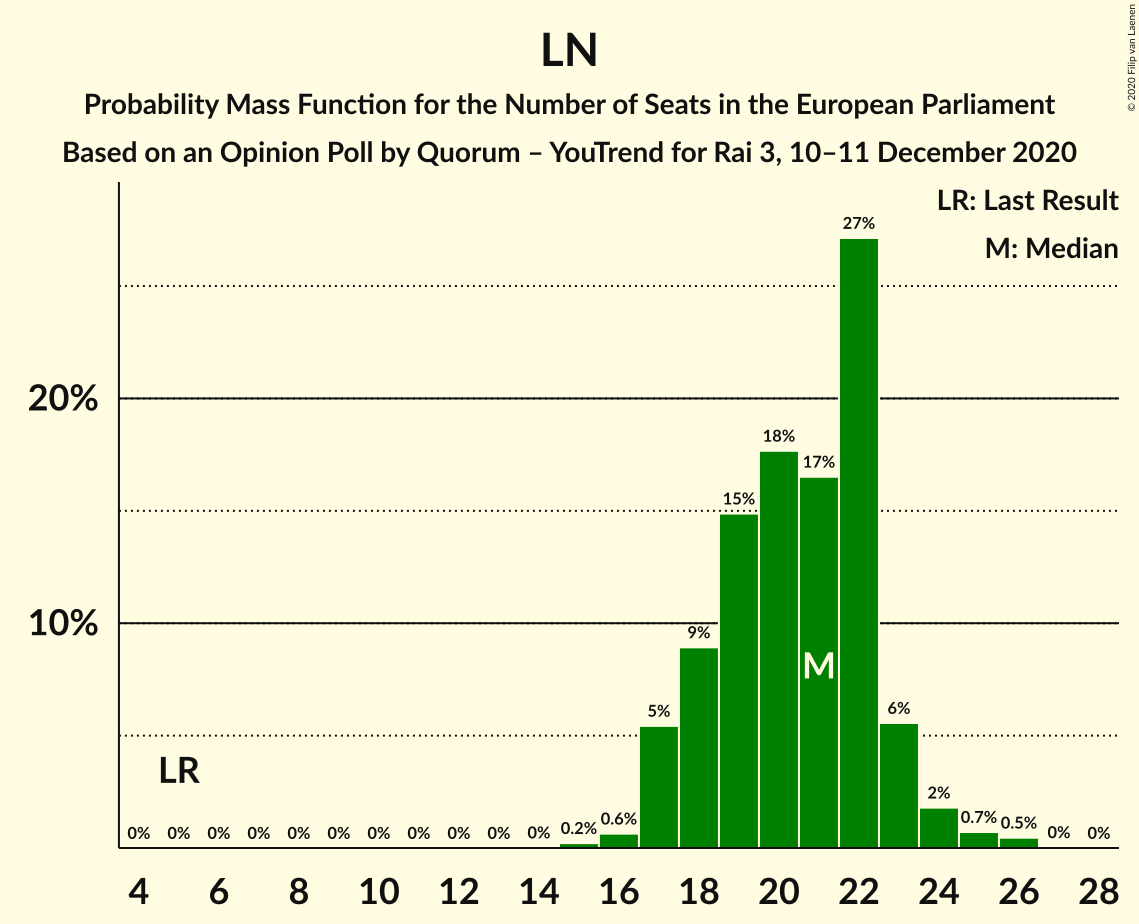 LN
Probability Mass Function for the Number of Seats in the European Parliament
Based on an Opinion Poll by Quorum – YouTrend for Rai 3, 10–11 December 2020
© 2020 Filip van Laenen
LR: Last Result
M: Median
27%
20%
18%
17%
15%
10%
9%
M
6%
5%
LR
2%
0% 0% 0% 0% 0% 0% 0% 0% 0% 0% 0% 0.2% 0.6% 0.7% 0.5% 0% 0%
4 6 8 10 12 14 16 18 20 22 24 26 28